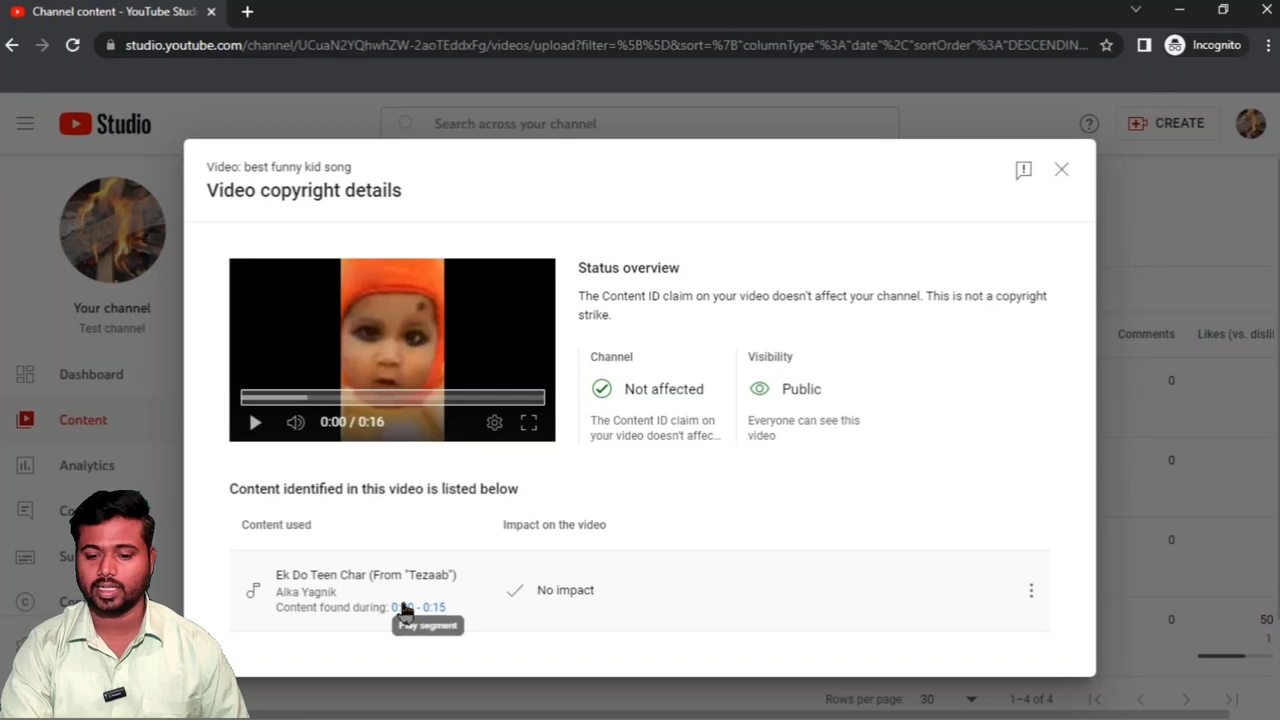 Channel content - YouTube Studi
studio.youtube.com/channel/UCuaN2YQhwhZW-2aoTEddxFg/videos/upload?filter=%5B%5D&sort=%7B"columnType"%3A"date"%2C"sortOrder"%3A"DESCENDIN...
Incognito
Studio
Search across your channel
CREATE
Video: best funny kid song
Video copyright details
Your channel
Test channel
Dashboard
Content
Analytics
Status overview
The Content ID claim on your video doesn't affect your channel. This is not a copyright
strike.
Channel
Not affected
The Content ID claim on
your video doesn't affec...
Visibility
Public
Everyone can see this
video
0:00 / 0:16
Comments
Likes (vs. disli
0
0
0
0
50
1
Content identified in this video is listed below
Content used
Impact on the video
Ek Do Teen Char (From "Tezaab")
Alka Yagnik
Content found during: - 0:15
No impact
segment
Rows per page: 30
1–4 of 4